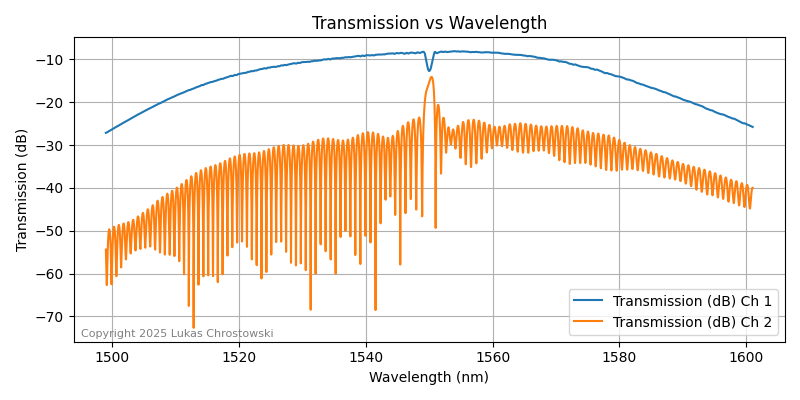 Transmission vs Wavelength
Transmission (dB)
−10
−20
−30
−40
−50
−60
−70
Transmission (dB) Ch 1
Transmission (dB) Ch 2
Copyright 2025 Lukas Chrostowski
1500
1520
1540
1560
1580
1600
Wavelength (nm)